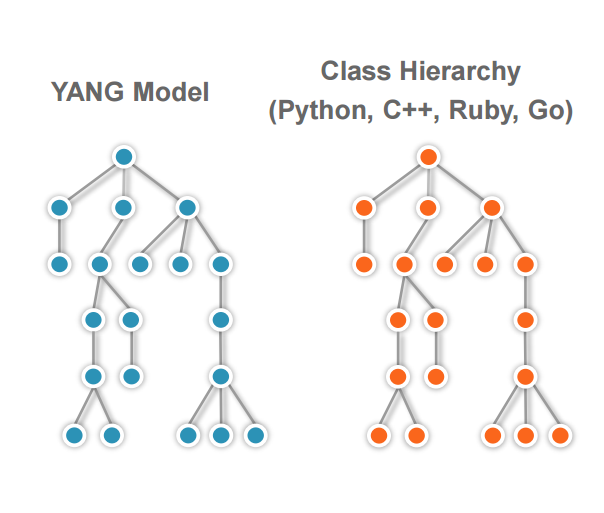 YANG Model
Class Hierarchy
(Python, C++, Ruby, Go)